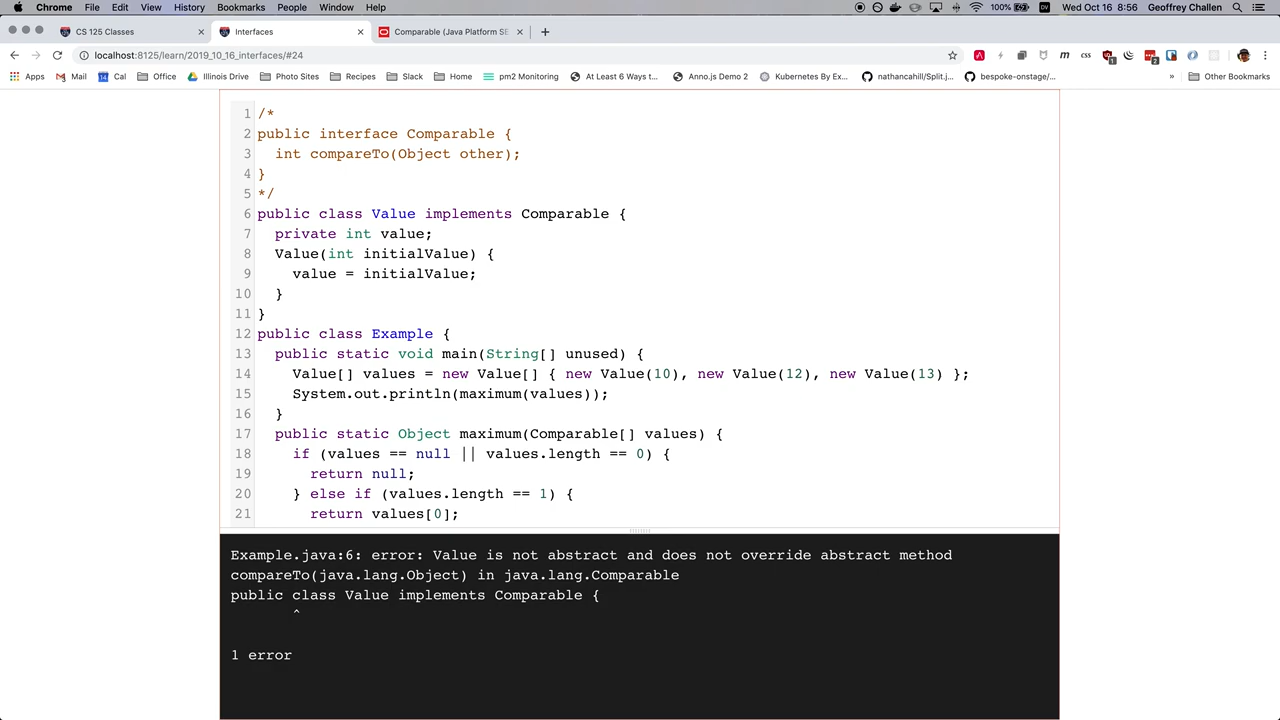 Chrome File Edit View History Bookmarks People Window Help 100% Wed Oct 16 8:56 Geoffrey Challen
CS 125 Classes Interfaces Comparable (Java Platform SE
localhost:8125/learn/2019_10_16_interfaces/#24
Apps Mail Cal Office Illinois Drive Photo Sites Recipes Slack Home pm2 Monitoring At Least 6 Ways t... Anno.js Demo 2 Kubernetes By Ex... nathancahill/Split.j... bespoke-onstage/... » Other Bookmarks
1 /*
2 public interface Comparable {
3 int compareTo(Object other);
4 }
5 */
6 public class Value implements Comparable {
7 private int value;
8 Value(int initialValue) {
9 value = initialValue;
10 }
11 }
12 public class Example {
13 public static void main(String[] unused) {
14 Value[] values = new Value[] { new Value(10), new Value(12), new Value(13) };
15 System.out.println(maximum(values));
16 }
17 public static Object maximum(Comparable[] values) {
18 if (values == null || values.length == 0) {
19 return null;
20 } else if (values.length == 1) {
21 return values[0];
Example.java:6: error: Value is not abstract and does not override abstract method
compareTo(java.lang.Object) in java.lang.Comparable
public class Value implements Comparable {
^
1 error